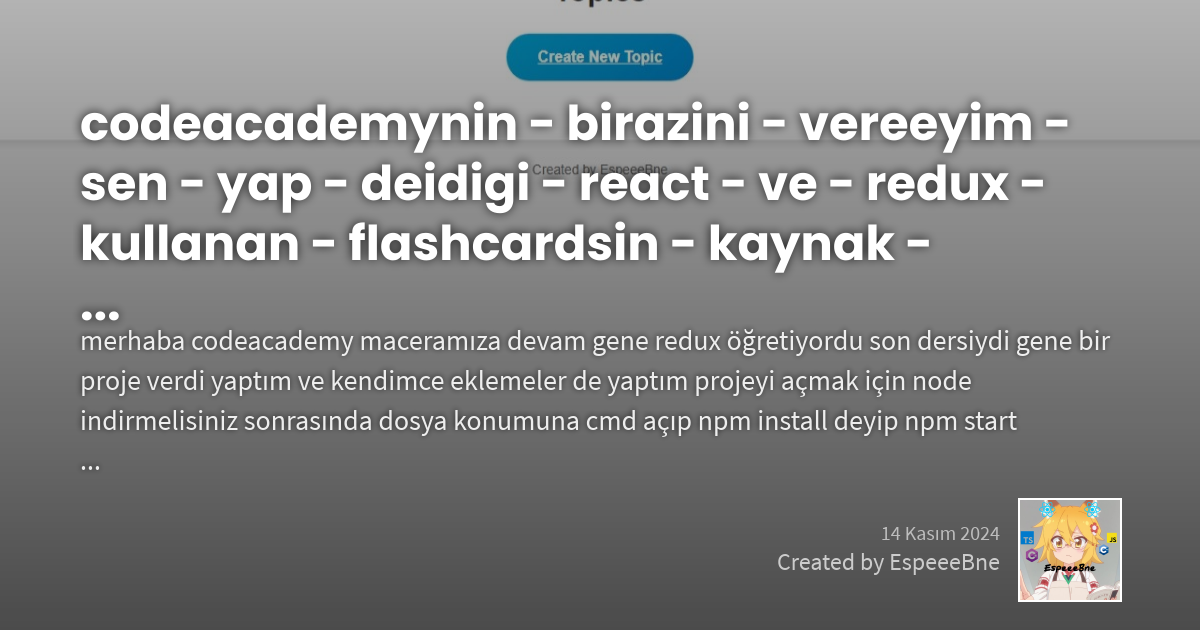 Topics
Create New Topic
codeacademynin - birazini - vereeyim -
Created by EspeeeBne
sen - yap - deidigi - react - ve - redux -
kullanan - flashcardsin - kaynak -
...
merhaba codeacademy maceramıza devam gene redux öğretiyordu son dersiydi gene bir
proje verdi yaptım ve kendimce eklemeler de yaptım projeyi açmak için node
indirmelisiniz sonrasında dosya konumuna cmd açıp npm install deyip npm start
...
14 Kasım 2024
Created by EspeeeBne
TS
JS
EspeeeBne